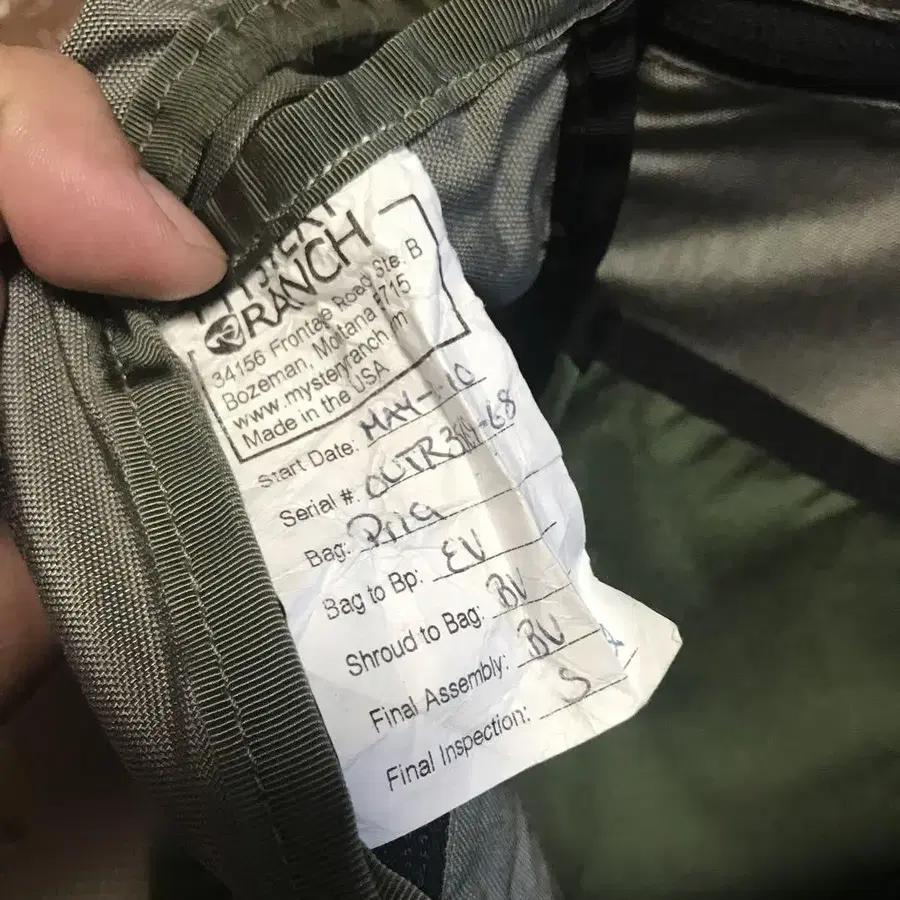 RANCH
34156 Frontage Road Ste. B
Bozeman, Montana 715
www.mysteryranch m
Made in the USA
Start Date: MAY-10
Serial #:
Bag:
Bag to Bp: EV
Shroud to Bag: BV
Final Assembly: BV
Final Inspection: S